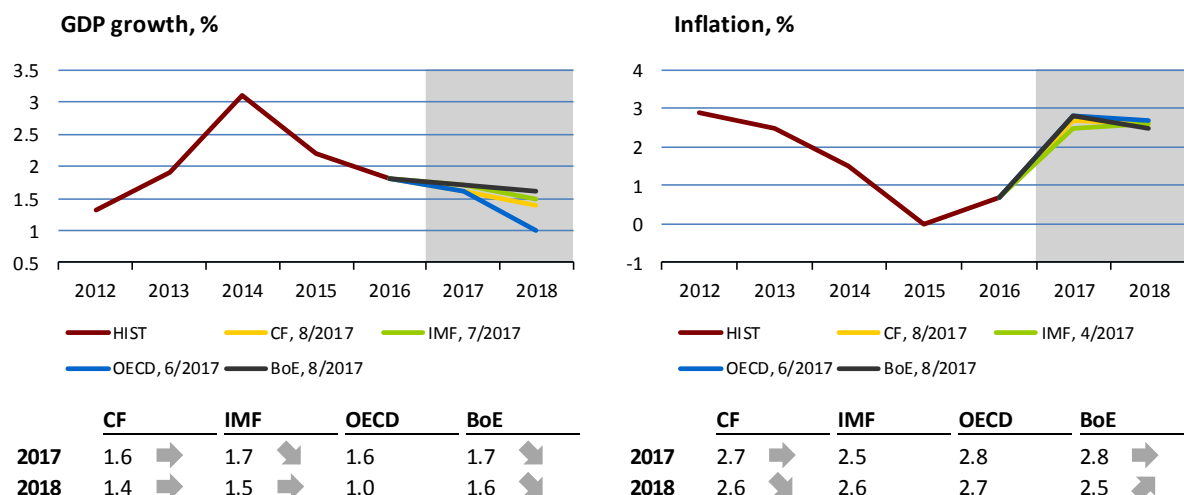 GDP growth, %
3.5
3
2.5
2
1.5
1
0.5
2012 2013 2014 2015 2016 2017 2018
HIST CF, 8/2017 IMF, 7/2017
OECD, 6/2017 BoE, 8/2017
CF IMF OECD BoE
2017 1.6 1.7 1.6 1.7
2018 1.4 1.5 1.0 1.6
Inflation, %
4
3
2
1
0
-1
2012 2013 2014 2015 2016 2017 2018
HIST CF, 8/2017 IMF, 4/2017
OECD, 6/2017 BoE, 8/2017
CF IMF OECD BoE
2017 2.7 2.5 2.8 2.8
2018 2.6 2.6 2.7 2.5